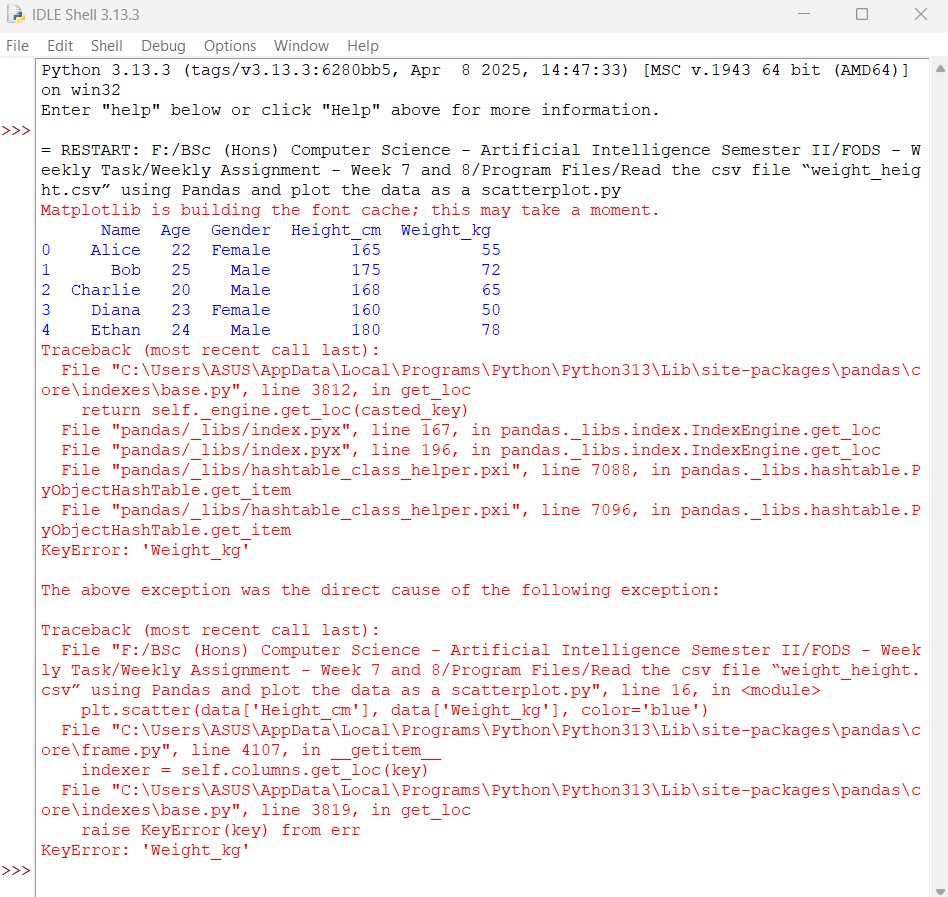 IDLE Shell 3.13.3
File Edit Shell Debug Options Window Help
Python 3.13.3 (tags/v3.13.3:6280bb5, Apr  8 2025, 14:47:33) [MSC v.1943 64 bit (AMD64)]
on win32
Enter "help" below or click "Help" above for more information.
>>>
= RESTART: F:/BSc (Hons) Computer Science - Artificial Intelligence Semester II/FODS - W
eekly Task/Weekly Assignment - Week 7 and 8/Program Files/Read the csv file “weight_heig
ht.csv” using Pandas and plot the data as a scatterplot.py
Matplotlib is building the font cache; this may take a moment.
      Name  Age  Gender  Height_cm  Weight_kg
0    Alice   22  Female        165         55
1      Bob   25    Male        175         72
2  Charlie   20    Male        168         65
3    Diana   23  Female        160         50
4    Ethan   24    Male        180         78
Traceback (most recent call last):
  File "C:\Users\ASUS\AppData\Local\Programs\Python\Python313\Lib\site-packages\pandas\c
ore\indexes\base.py", line 3812, in get_loc
    return self._engine.get_loc(casted_key)
  File "pandas/_libs/index.pyx", line 167, in pandas._libs.index.IndexEngine.get_loc
  File "pandas/_libs/index.pyx", line 196, in pandas._libs.index.IndexEngine.get_loc
  File "pandas/_libs/hashtable_class_helper.pxi", line 7088, in pandas._libs.hashtable.P
yObjectHashTable.get_item
  File "pandas/_libs/hashtable_class_helper.pxi", line 7096, in pandas._libs.hashtable.P
yObjectHashTable.get_item
KeyError: 'Weight_kg'

The above exception was the direct cause of the following exception:

Traceback (most recent call last):
  File "F:/BSc (Hons) Computer Science - Artificial Intelligence Semester II/FODS - Week
ly Task/Weekly Assignment - Week 7 and 8/Program Files/Read the csv file “weight_height.
csv” using Pandas and plot the data as a scatterplot.py", line 16, in <module>
    plt.scatter(data['Height_cm'], data['Weight_kg'], color='blue')
  File "C:\Users\ASUS\AppData\Local\Programs\Python\Python313\Lib\site-packages\pandas\c
ore\frame.py", line 4107, in __getitem__
    indexer = self.columns.get_loc(key)
  File "C:\Users\ASUS\AppData\Local\Programs\Python\Python313\Lib\site-packages\pandas\c
ore\indexes\base.py", line 3819, in get_loc
    raise KeyError(key) from err
KeyError: 'Weight_kg'
>>>